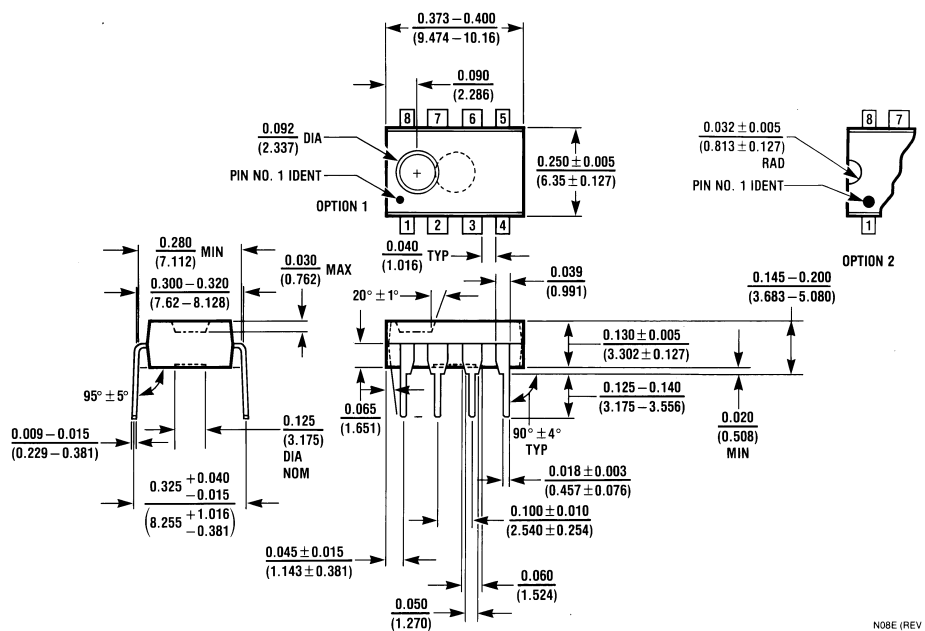 0.373 – 0.400
(9.474 – 10.16)
0.090
(2.286)
8 7 6 5
0.092 DIA
(2.337)
PIN NO. 1 IDENT
OPTION 1
+
1 2 3 4
0.250 ± 0.005
(6.35 ± 0.127)
0.032 ± 0.005
(0.813 ± 0.127)
RAD
PIN NO. 1 IDENT
8 7
1
OPTION 2
0.280 MIN
(7.112)
0.300 – 0.320
(7.62 – 8.128)
0.030 MAX
(0.762)
0.040 TYP
(1.016)
0.039
(0.991)
20° ± 1°
0.145 – 0.200
(3.683 – 5.080)
0.130 ± 0.005
(3.302 ± 0.127)
0.125 – 0.140
(3.175 – 3.556)
0.020
(0.508)
MIN
95° ± 5°
0.009 – 0.015
(0.229 – 0.381)
0.125
(3.175)
DIA
NOM
0.065
(1.651)
90° ± 4°
TYP
0.018 ± 0.003
(0.457 ± 0.076)
0.325 +0.040
–0.015
(8.255 +1.016
–0.381)
0.100 ± 0.010
(2.540 ± 0.254)
0.045 ± 0.015
(1.143 ± 0.381)
0.060
(1.524)
0.050
(1.270)
N08E (REV